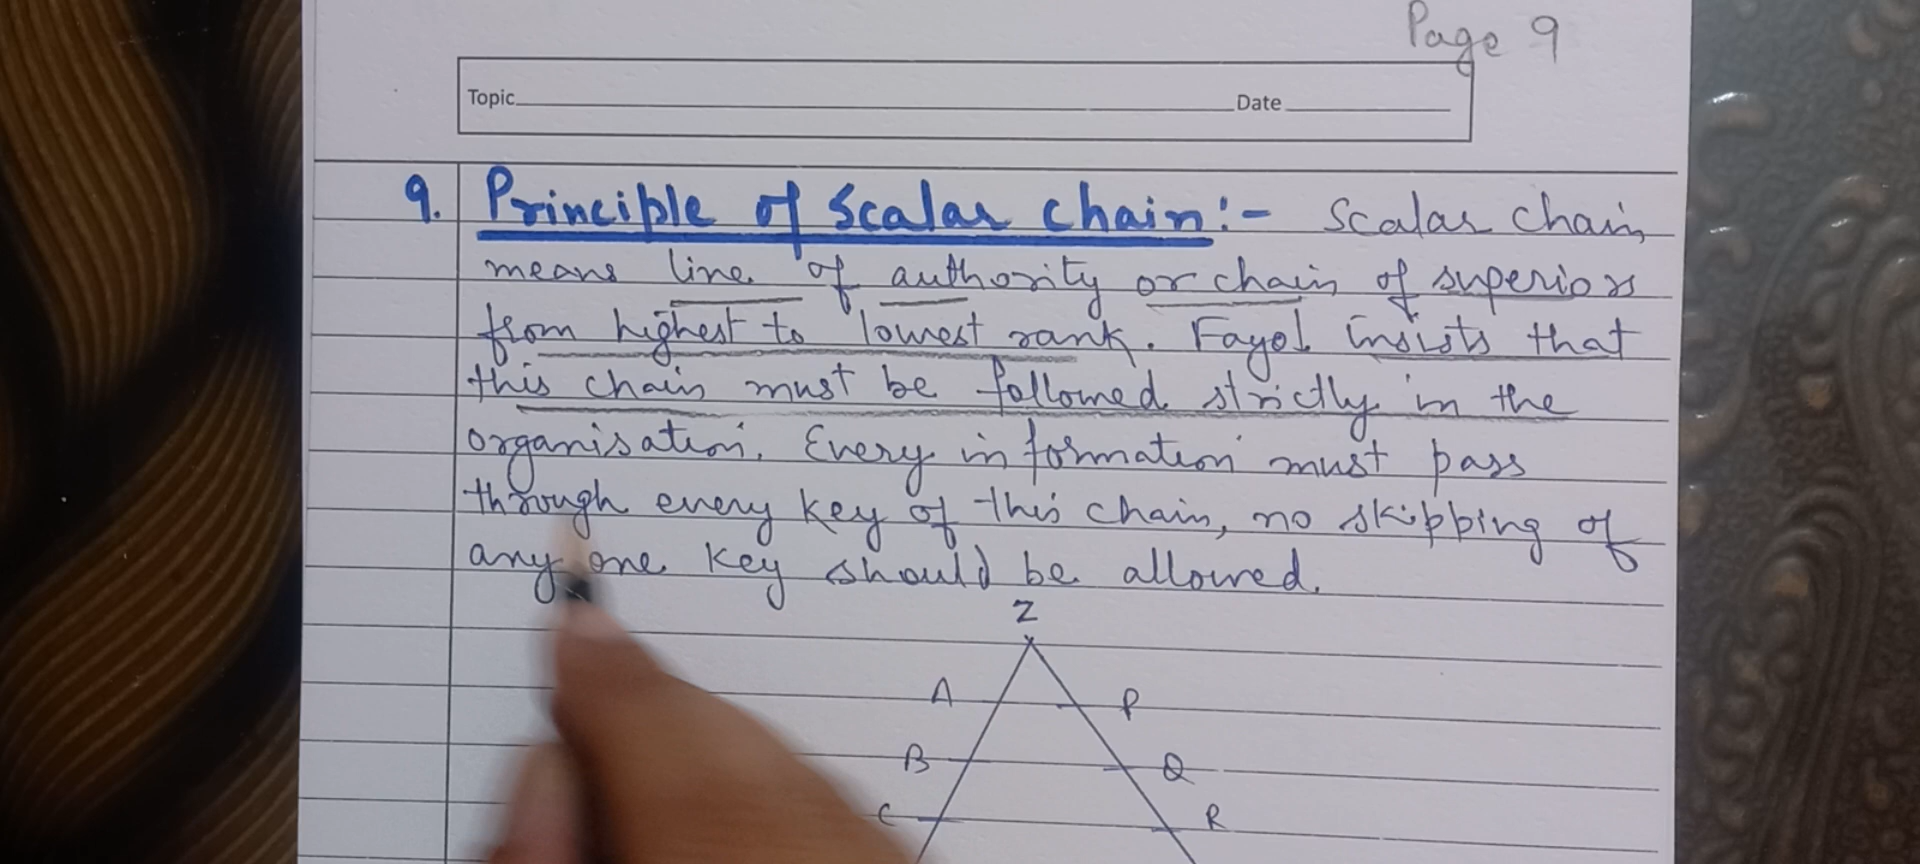 Page 9
Topic Date
9. Principle of Scalar chain:- Scalar chain
means line of authority or chain of superiors
from highest to lowest rank. Fayol insists that
this chain must be followed strictly in the
organisation. Every information must pass
through every key of this chain, no skipping of
any one key should be allowed.
Z
A P
B Q
C R